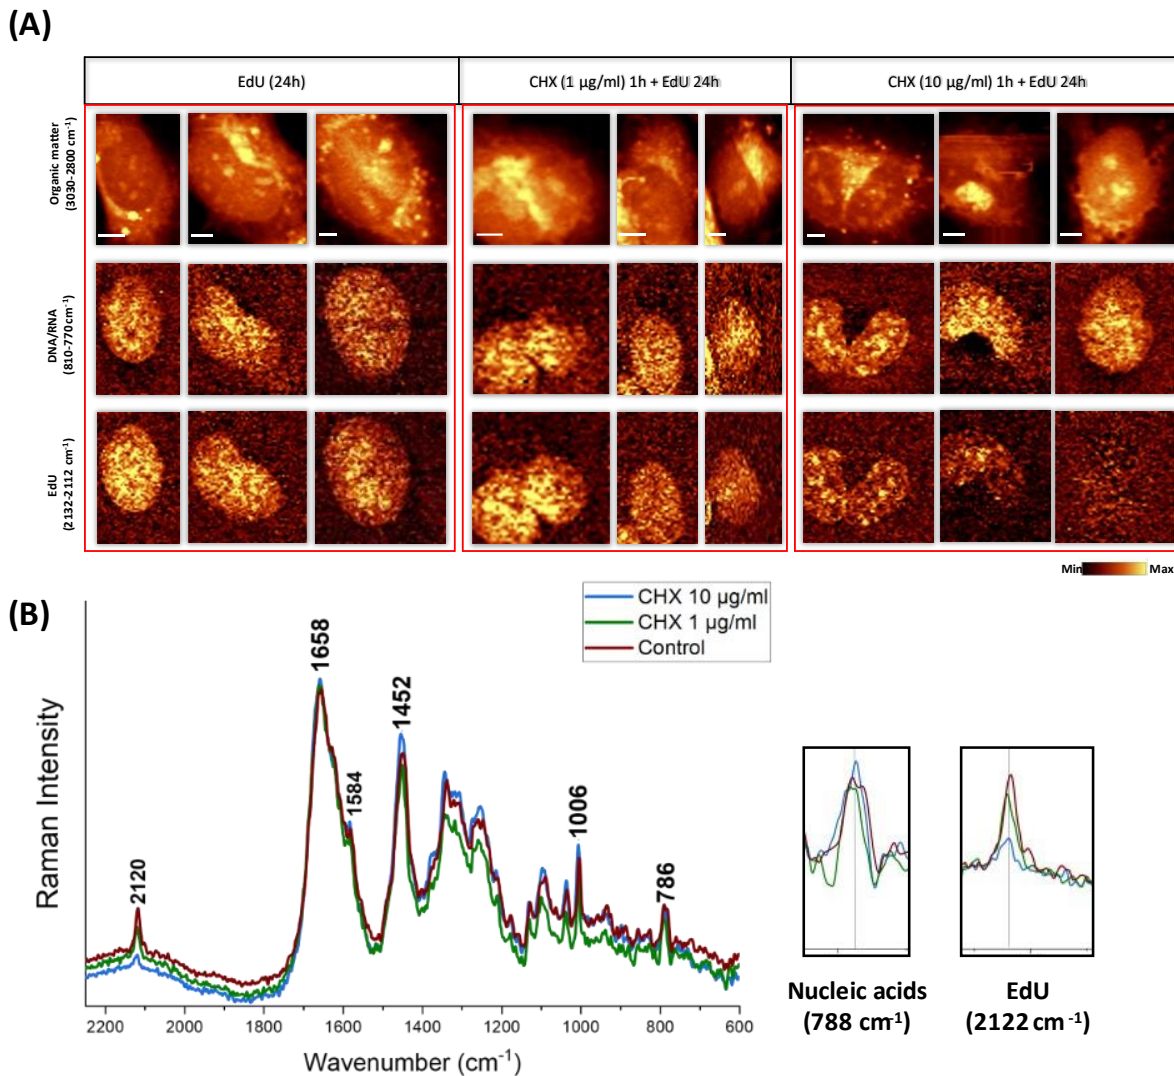 (A)
EdU (24h)
CHX (1 µg/ml) 1h + EdU 24h
CHX (10 µg/ml) 1h + EdU 24h
Organic matter
(3030-2800 cm⁻¹)
DNA/RNA
(810-770cm⁻¹)
EdU
(2132-2112 cm⁻¹)
Min
Max
(B)
CHX 10 µg/ml
CHX 1 µg/ml
Control
Raman Intensity
2120
1658
1584
1452
1006
786
2200
2000
1800
1600
1400
1200
1000
800
600
Wavenumber (cm⁻¹)
Nucleic acids
(788 cm⁻¹)
EdU
(2122 cm ⁻¹)